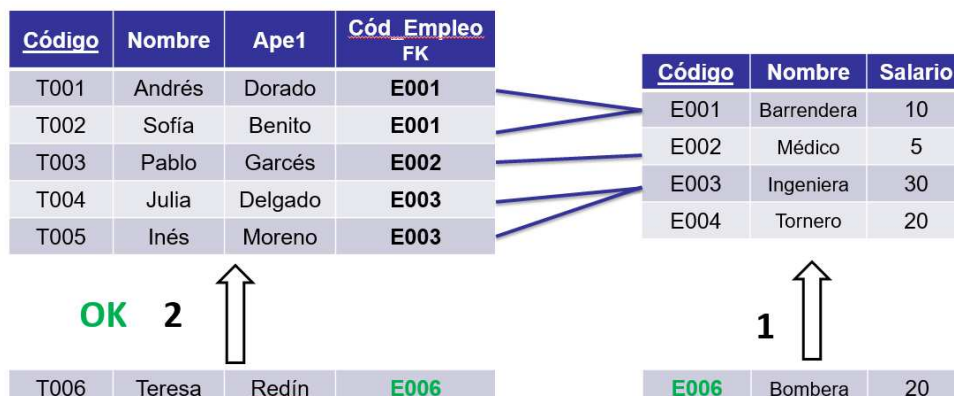 Código Nombre Ape1 Cód_Empleo FK
T001 Andrés Dorado E001
T002 Sofía Benito E001
T003 Pablo Garcés E002
T004 Julia Delgado E003
T005 Inés Moreno E003
Código Nombre Salario
E001 Barrendera 10
E002 Médico 5
E003 Ingeniera 30
E004 Tornero 20
OK 2
1
T006 Teresa Redín E006
E006 Bombera 20